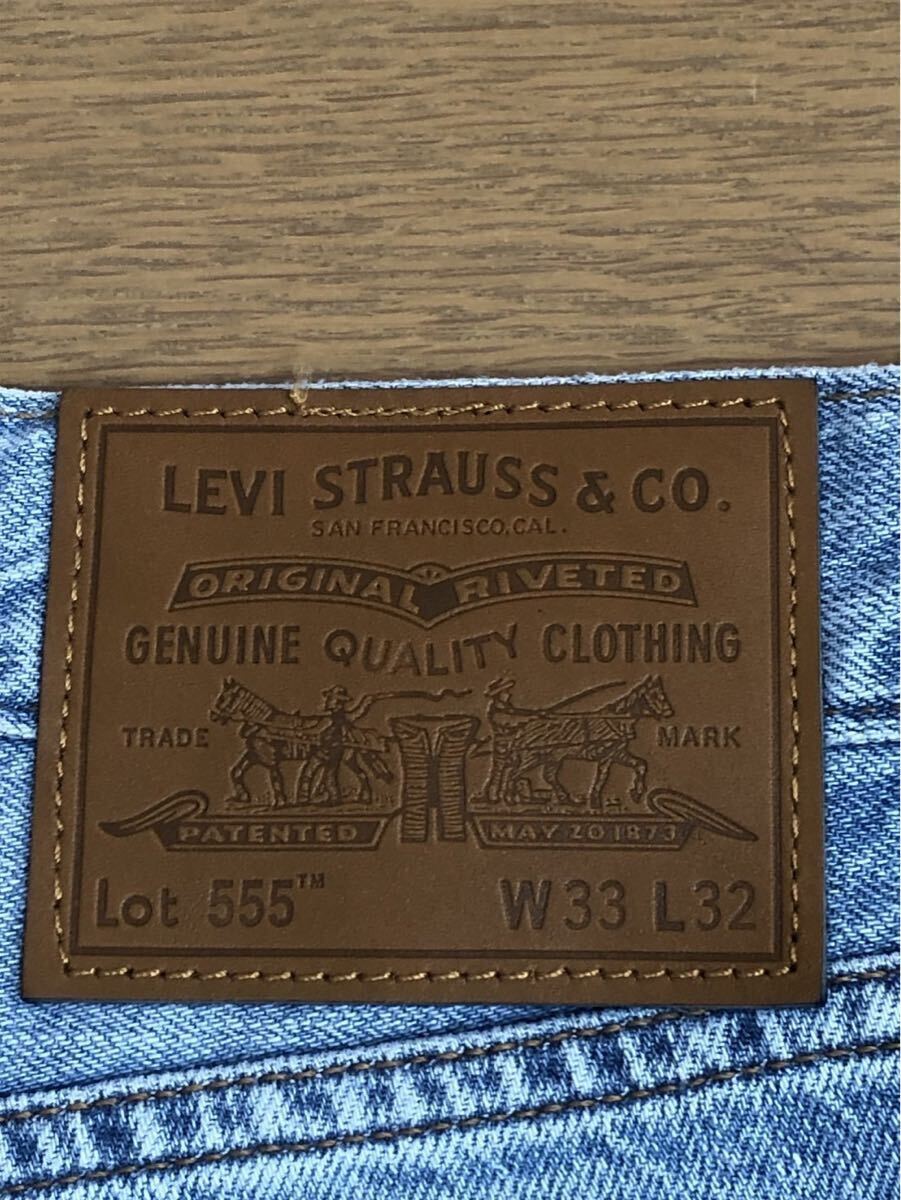 LEVI STRAUSS & CO.
SAN FRANCISCO, CAL.
ORIGINAL RIVETED
GENUINE QUALITY CLOTHING
TRADE MARK
PATENTED MAY 20 1873
Lot 555™ W33 L32